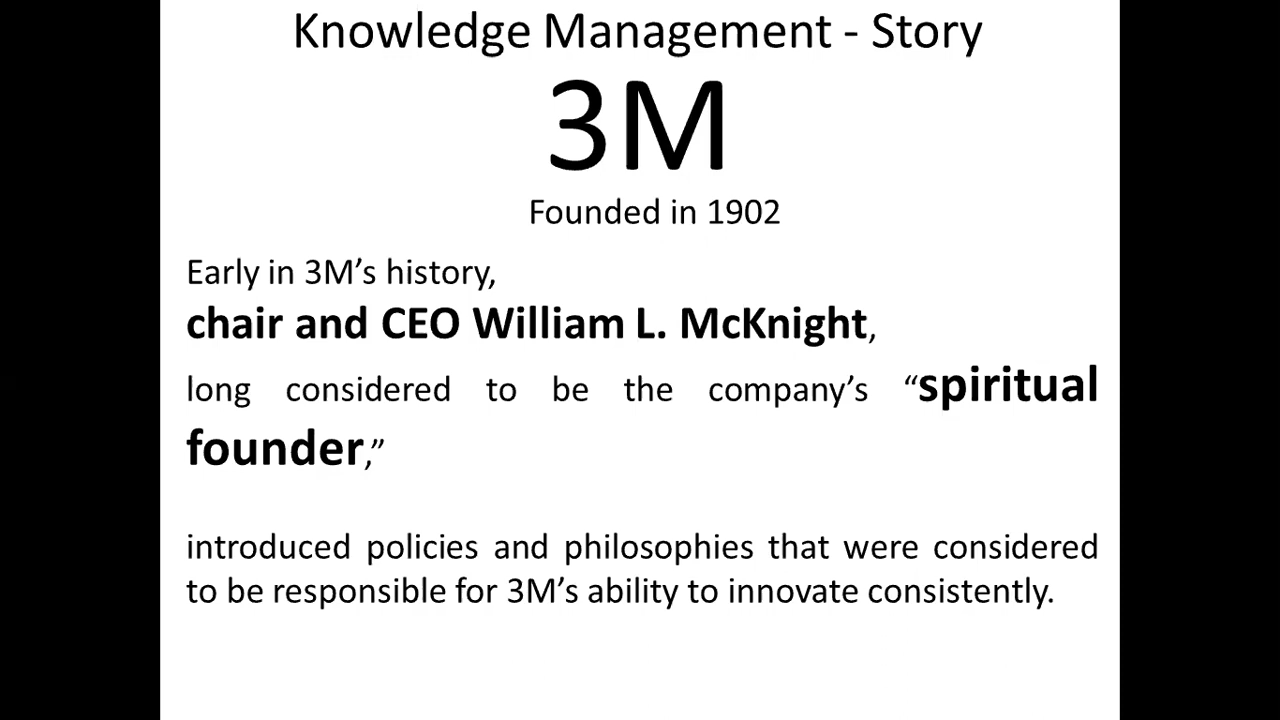 Knowledge Management - Story
3M
Founded in 1902
Early in 3M’s history,
chair and CEO William L. McKnight,
long considered to be the company’s “spiritual
founder,”
introduced policies and philosophies that were considered
to be responsible for 3M’s ability to innovate consistently.